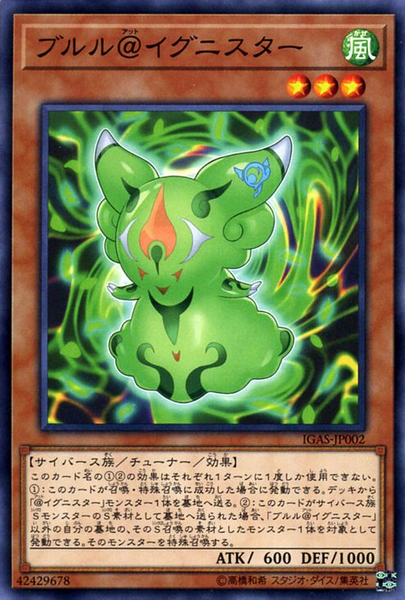 ブルル@イグニスター
アット
風
かぜ
IGAS-JP002
【サイバース族/チューナー/効果】
このカード名の①②の効果はそれぞれ1ターンに1度しか使用できない。
①:このカードが召喚・特殊召喚に成功した場合に発動できる。デッキから
「@イグニスター」モンスター1体を墓地へ送る。②:このカードがサイバース族
Sモンスターの S素材として墓地へ送られた場合、「ブルル@イグニスター」
以外の自分の墓地の、そのS召喚の素材としたモンスター1体を対象として
発動できる。そのモンスターを特殊召喚する。
ATK/ 600 DEF/1000
42429678
©高橋和希 スタジオ・ダイス/集英社